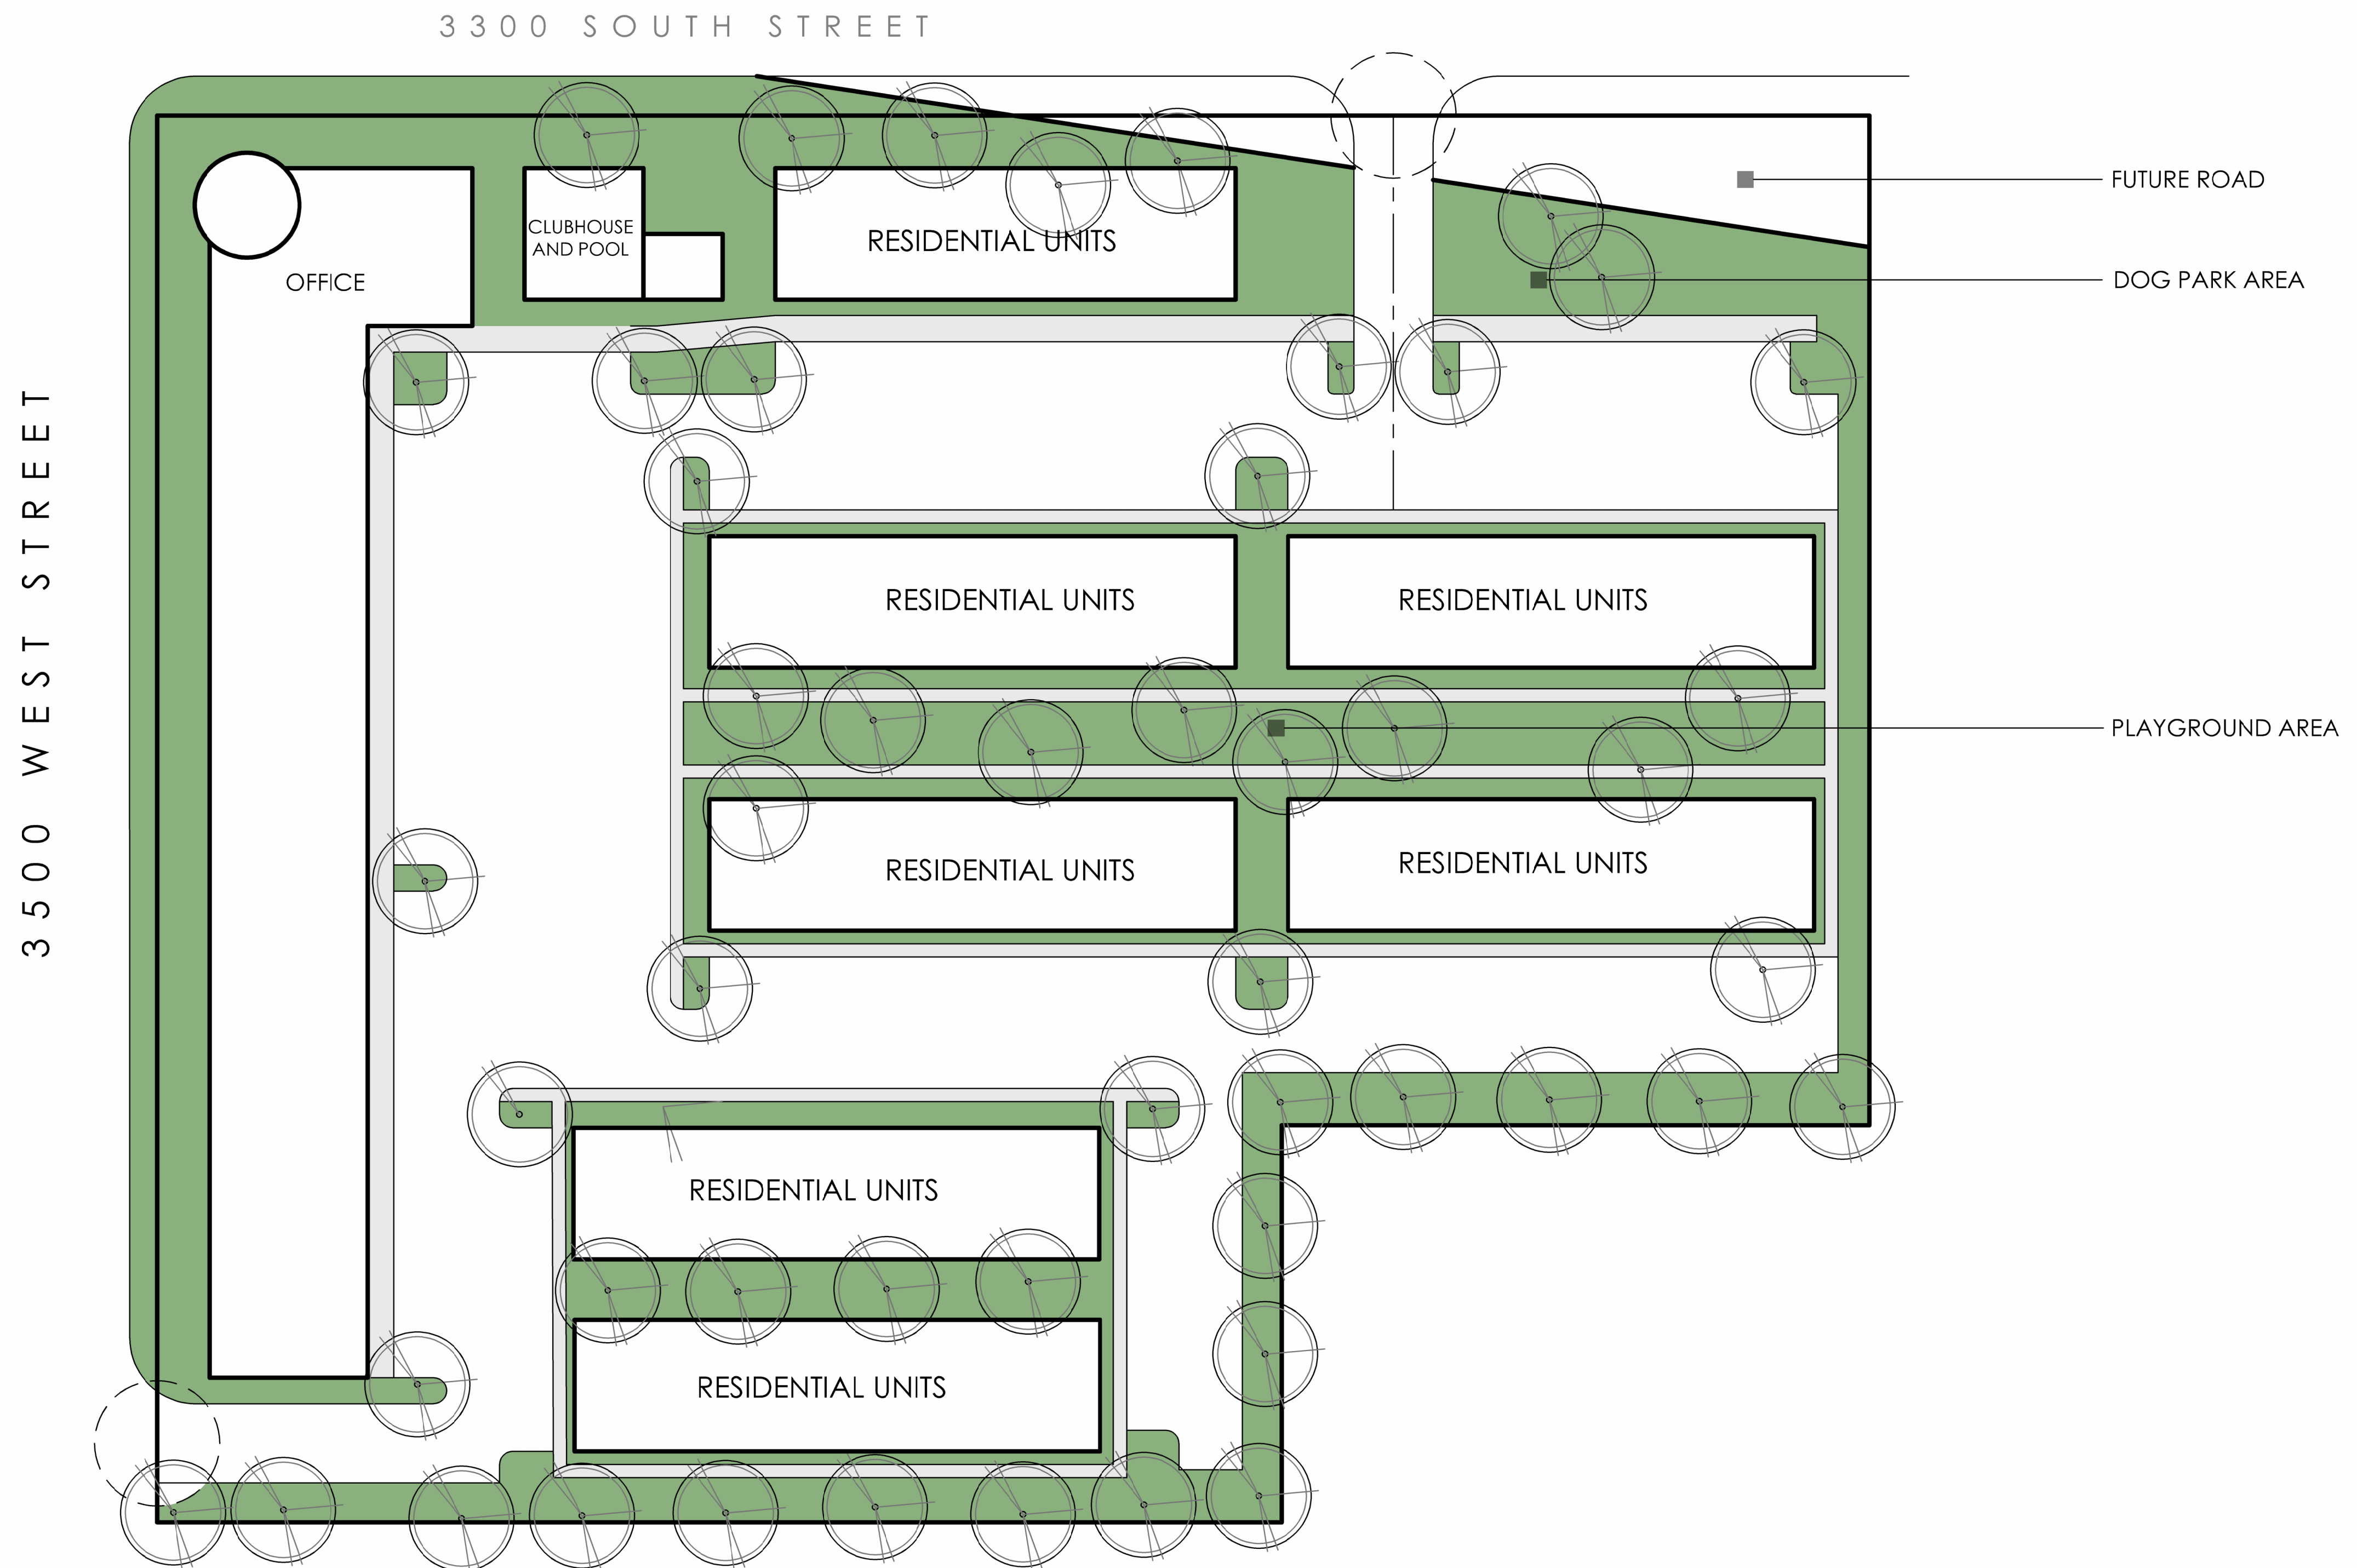 3300 SOUTH STREET
FUTURE ROAD
CLUBHOUSE
AND POOL
RESIDENTIAL UNITS
OFFICE
DOG PARK AREA
3500 WEST STREET
RESIDENTIAL UNITS
RESIDENTIAL UNITS
PLAYGROUND AREA
RESIDENTIAL UNITS
RESIDENTIAL UNITS
RESIDENTIAL UNITS
RESIDENTIAL UNITS